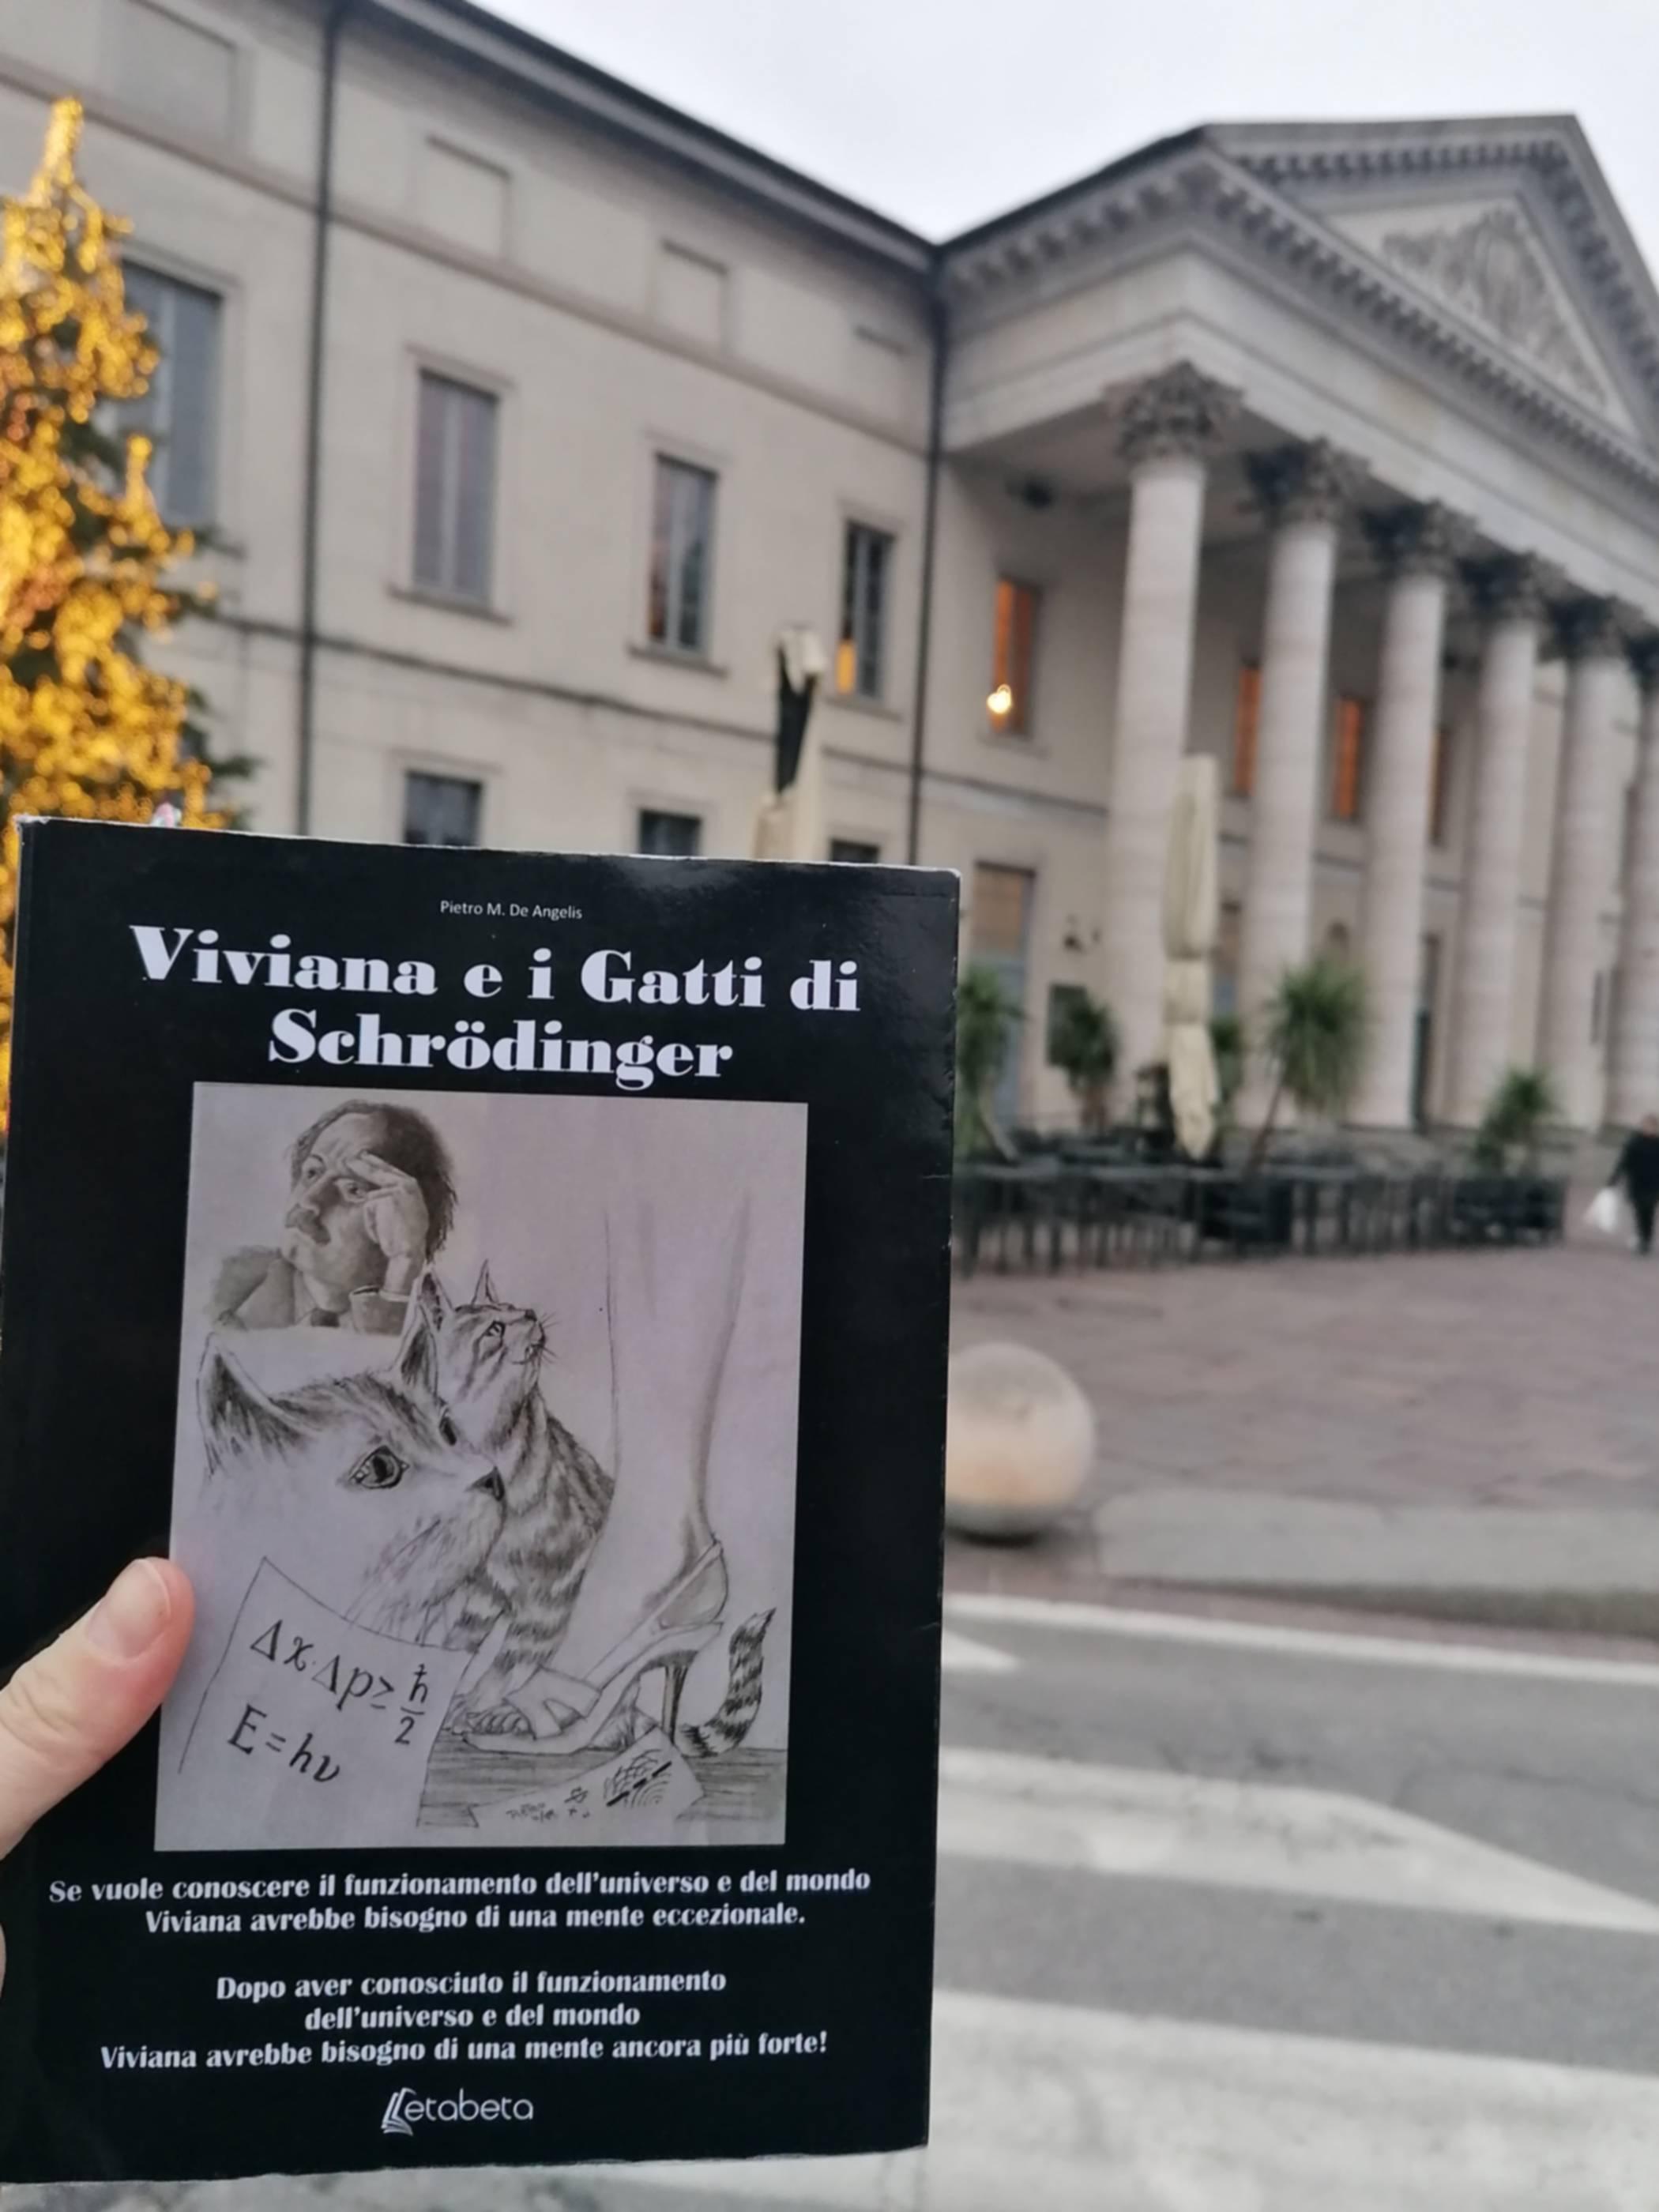 Pietro M. De Angelis
Viviana e i Gatti di
Schrödinger
Δx·Δp≥ħ/2
E=hν
Se vuole conoscere il funzionamento dell'universo e del mondo
Viviana avrebbe bisogno di una mente eccezionale.
Dopo aver conosciuto il funzionamento
dell'universo e del mondo
Viviana avrebbe bisogno di una mente ancora più forte!
etabeta